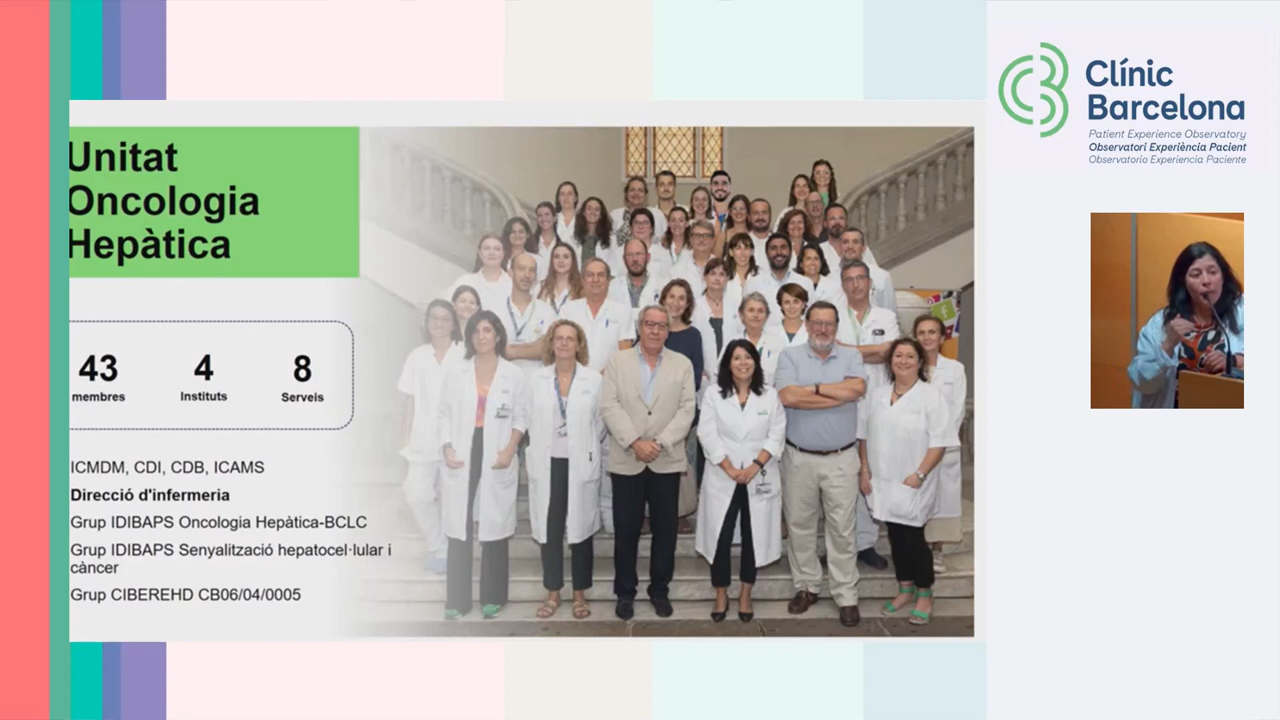 Unitat
Oncologia
Hepàtica
43
membres
4
Instituts
8
Serveis
ICMDM, CDI, CDB, ICAMS
Direcció d'infermeria
Grup IDIBAPS Oncologia Hepàtica-BCLC
Grup IDIBAPS Senyalització hepatocel·lular i
càncer
Grup CIBEREHD CB06/04/0005
Clínic
Barcelona
Patient Experience Observatory
Observatori Experiència Pacient
Observatorio Experiencia Paciente